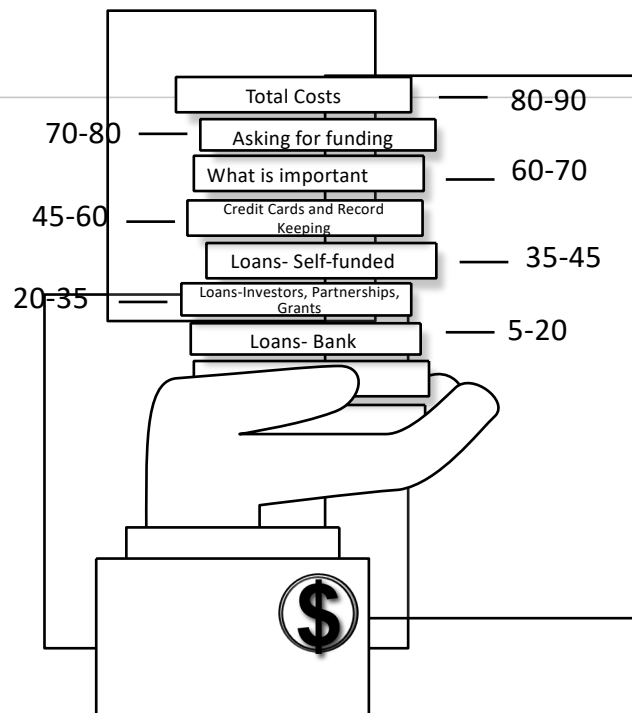 Total Costs
80-90
70-80
Asking for funding
What is important
60-70
45-60
Credit Cards and Record
Keeping
Loans- Self-funded
35-45
20-35
Loans-Investors, Partnerships,
Grants
Loans- Bank
5-20
$